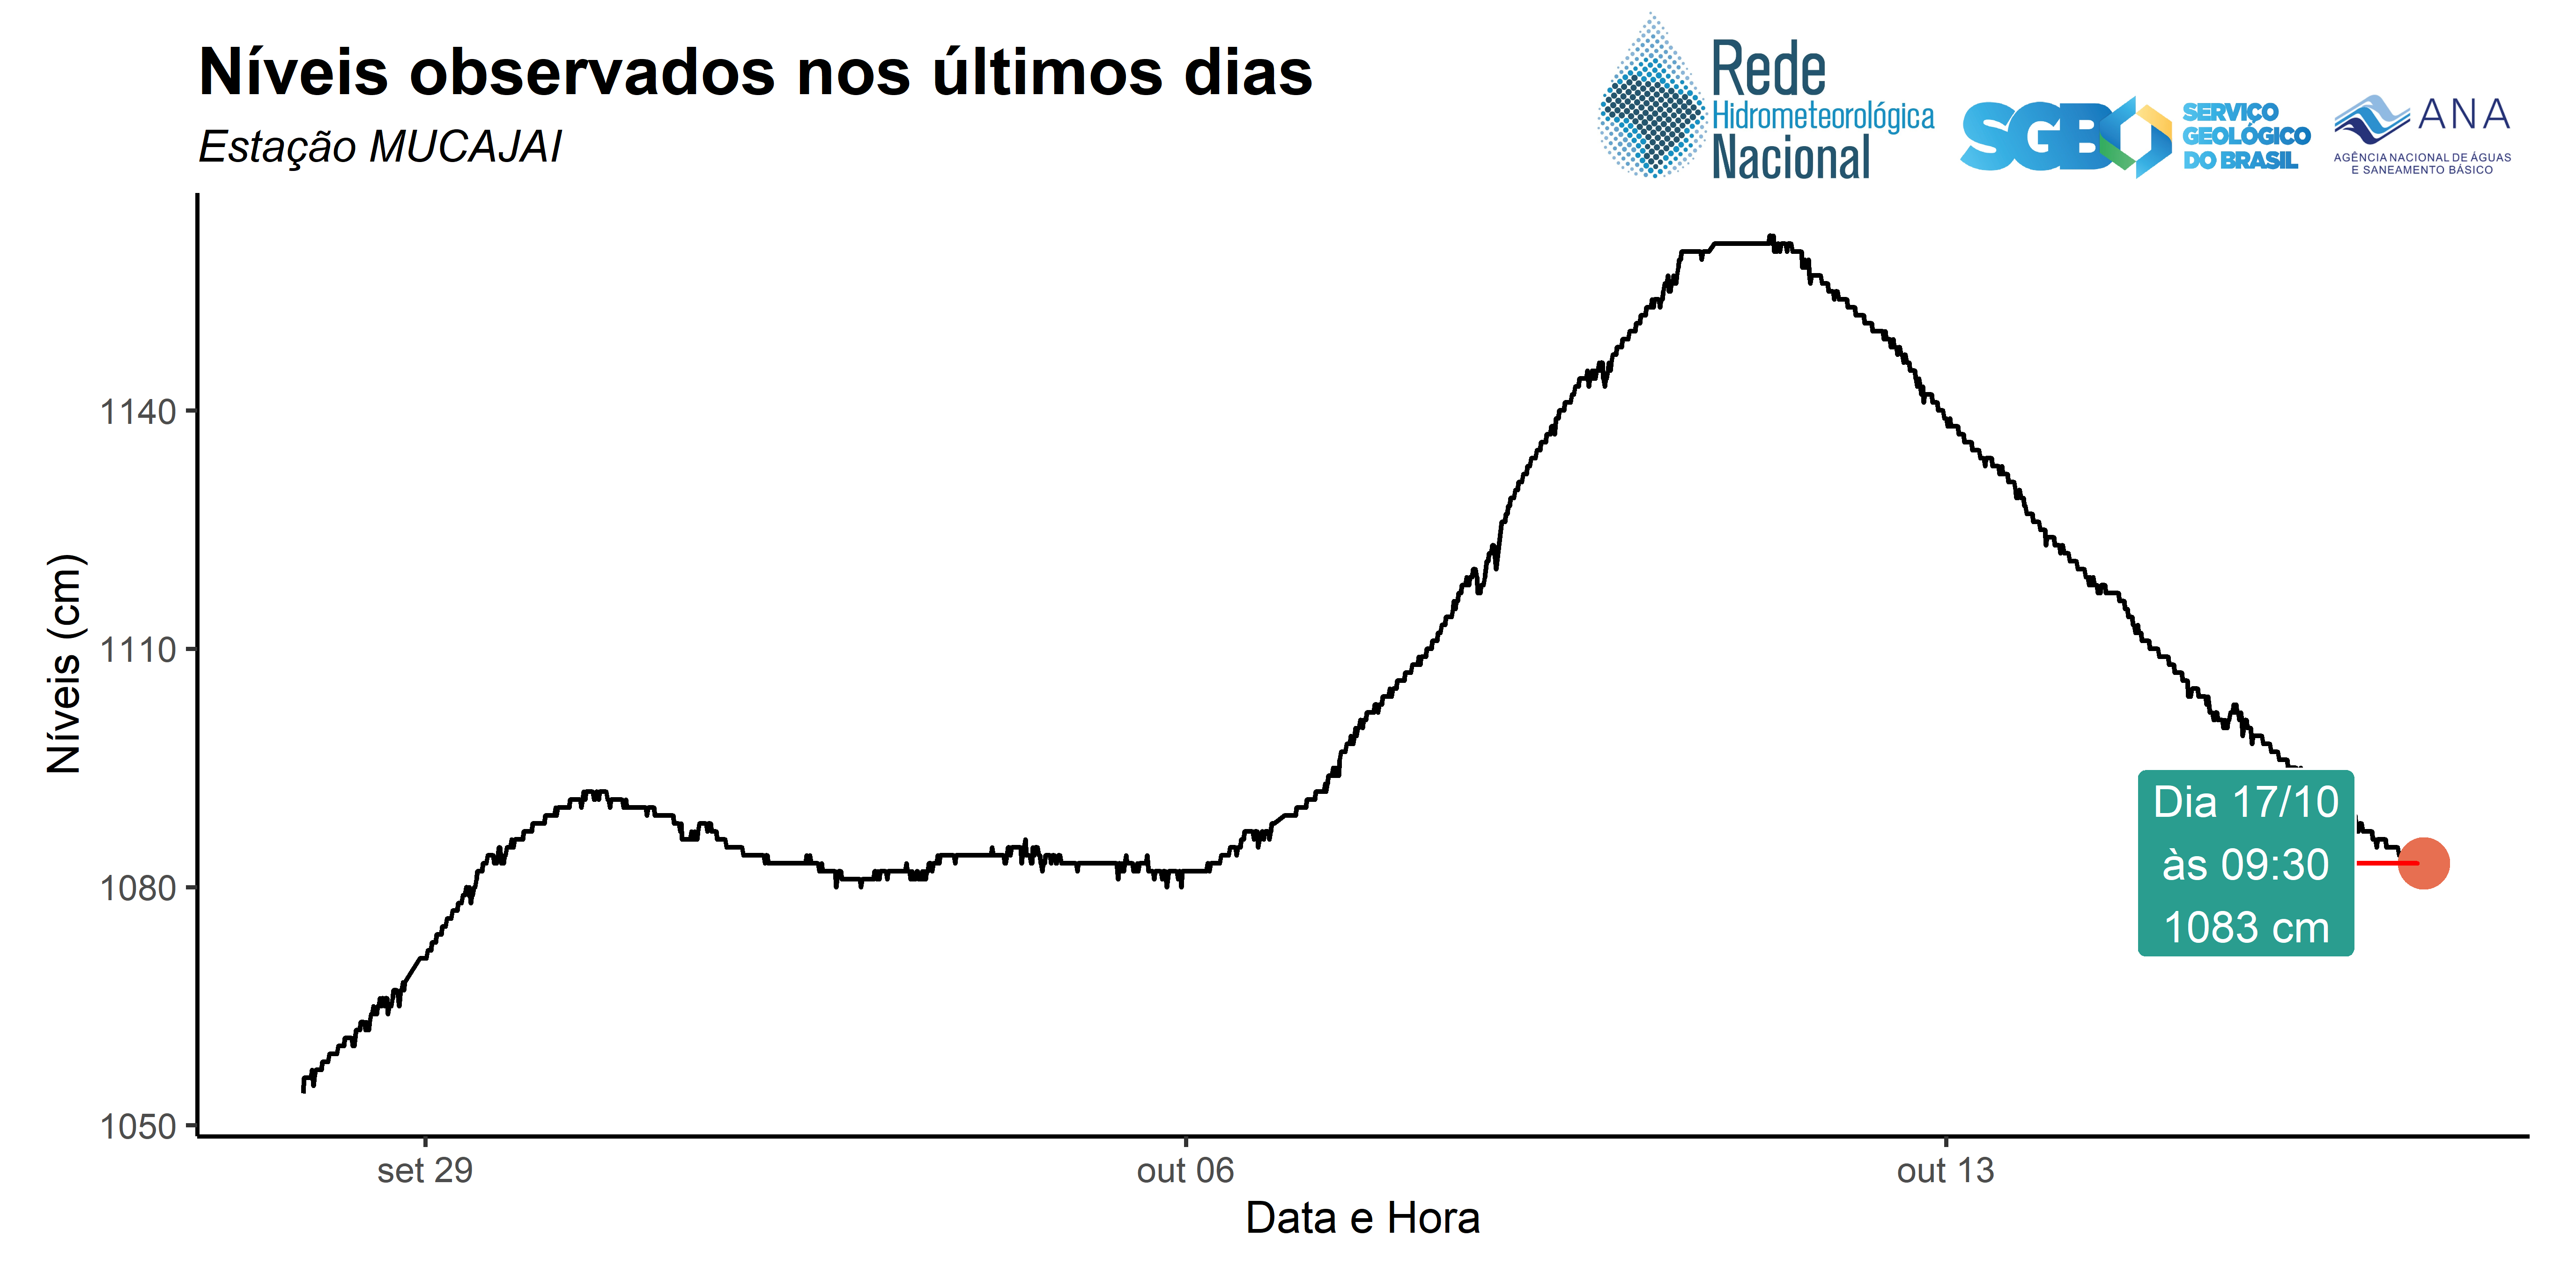 Níveis observados nos últimos dias
Estação MUCAJAI
Rede
Hidrometeorológica
Nacional
SGB
SERVIÇO
GEOLÓGICO
DO BRASIL
ANA
AGÊNCIA NACIONAL DE ÁGUAS
E SANEAMENTO BÁSICO
Níveis (cm)
1140
1110
1080
1050
Dia 17/10
às 09:30
1083 cm
set 29
out 06
out 13
Data e Hora